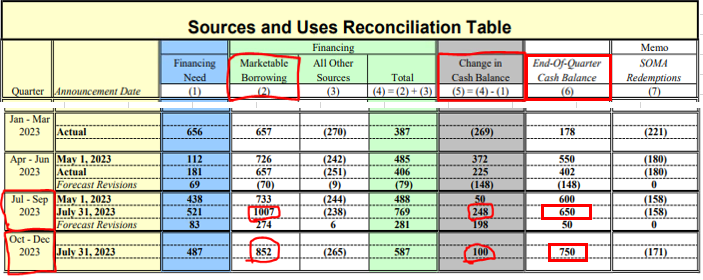 Sources and Uses Reconciliation Table
Financing Memo
Financing Marketable All Other Change in End-Of-Quarter SOMA
Need Borrowing Sources Total Cash Balance Cash Balance Redemptions
Quarter Announcement Date (1) (2) (3) (4) = (2) + (3) (5) = (4) - (1) (6) (7)
Jan - Mar
2023 Actual 656 657 (270) 387 (269) 178 (221)
Apr - Jun May 1, 2023 112 726 (242) 485 372 550 (180)
2023 Actual 181 657 (251) 406 225 402 (180)
Forecast Revisions 69 (70) (9) (79) (148) (148) 0
Jul - Sep May 1, 2023 438 733 (244) 488 50 600 (158)
2023 July 31, 2023 521 1007 (238) 769 248 650 (158)
Forecast Revisions 83 274 6 281 198 50 0
Oct - Dec
2023 July 31, 2023 487 852 (265) 587 100 750 (171)